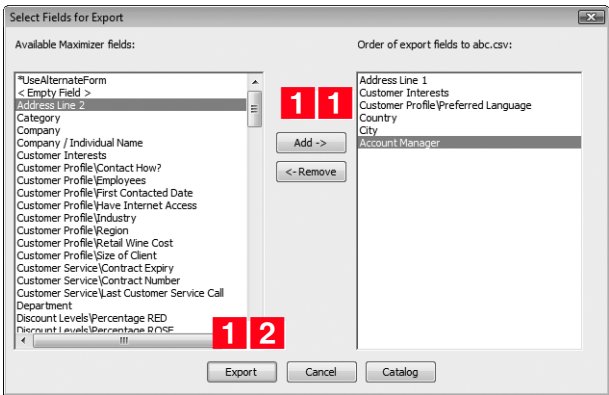 Select Fields for Export
Available Maximizer fields:
*UseAlternateForm
< Empty Field >
Address Line 2
Category
Company
Company / Individual Name
Customer Interests
Customer Profile\Contact How?
Customer Profile\Employees
Customer Profile\First Contacted Date
Customer Profile\Have Internet Access
Customer Profile\Industry
Customer Profile\Region
Customer Profile\Retail Wine Cost
Customer Profile\Size of Client
Customer Service\Contract Expiry
Customer Service\Contract Number
Customer Service\Last Customer Service Call
Department
Discount Levels\Percentage RED
Discount Levels\Percentage ROSE
1 1
Add ->
<- Remove
Order of export fields to abc.csv:
Address Line 1
Customer Interests
Customer Profile\Preferred Language
Country
City
Account Manager
1 2
Export
Cancel
Catalog